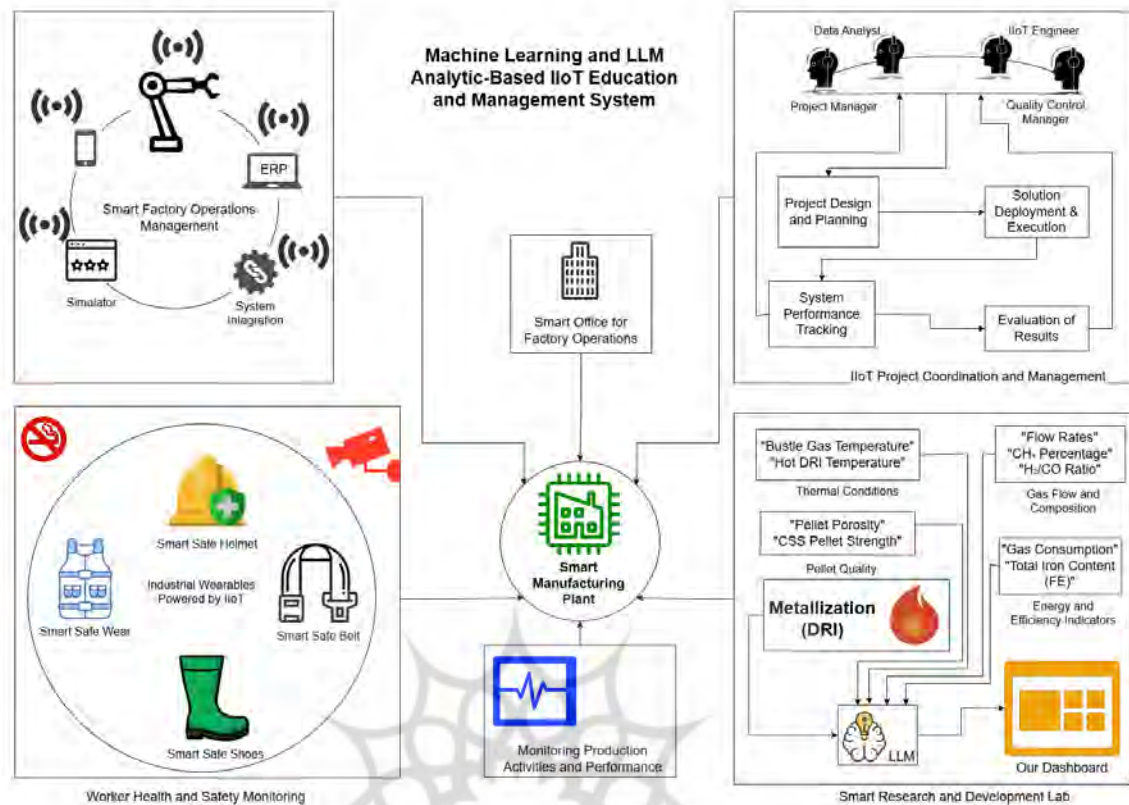 Machine Learning and LLM
Analytic-Based IIoT Education
and Management System
ERP
Smart Factory Operations
Management
Simulator
System
Integration
Smart Office for
Factory Operations
Data Analyst
IIoT Engineer
Project Manager
Quality Control
Manager
Project Design
and Planning
Solution
Deployment &
Execution
System
Performance
Tracking
Evaluation of
Results
IIoT Project Coordination and Management
Smart Safe Helmet
Industrial Wearables
Powered by IIoT
Smart Safe Wear
Smart Safe Belt
Smart Safe Shoes
Worker Health and Safety Monitoring
Smart
Manufacturing
Plant
Monitoring Production
Activities and Performance
"Bustle Gas Temperature"
"Hot DRI Temperature"
Thermal Conditions
"Flow Rates"
"CH₄ Percentage"
"H₂/CO Ratio"
Gas Flow and
Composition
"Pellet Porosity"
"CSS Pellet Strength"
Pellet Quality
"Gas Consumption"
"Total Iron Content
(FE)"
Energy and
Efficiency Indicators
Metallization
(DRI)
LLM
Our Dashboard
Smart Research and Development Lab